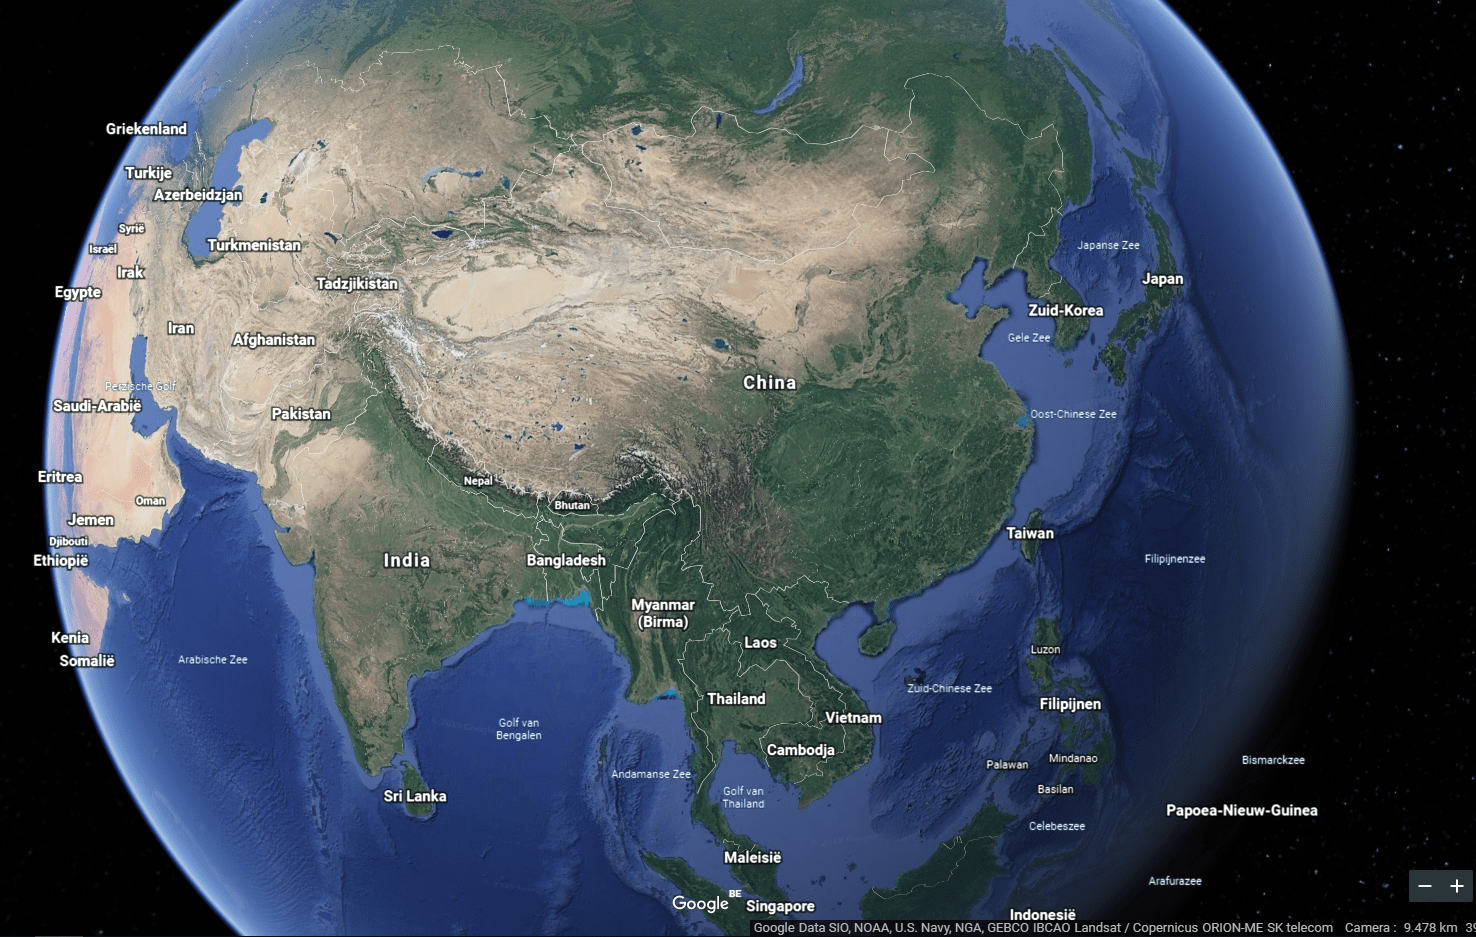 Griekenland
Turkije
Azerbeidzjan
Syrië
Israël
Turkmenistan
Japanse Zee
Irak
Egypte
Tadzjikistan
Japan
Zuid-Korea
Iran
Afghanistan
Gele Zee
China
Perzische Golf
Saudi-Arabië
Pakistan
Oost-Chinese Zee
Eritrea
Nepal
Oman
Bhutan
Jemen
Taiwan
Djibouti
Ethiopië
India
Bangladesh
Filipijnenzee
Myanmar
(Birma)
Kenia
Laos
Luzon
Somalië
Arabische Zee
Zuid-Chinese Zee
Thailand
Filipijnen
Vietnam
Golf van
Bengalen
Cambodja
Mindanao
Bismarckzee
Palawan
Andamanse Zee
Sri Lanka
Golf van
Thailand
Basilan
Papoea-Nieuw-Guinea
Celebeszee
Maleisië
Arafurazee
BE
Google
Singapore
Indonesië
Google Data SIO, NOAA, U.S. Navy, NGA, GEBCO IBCAO Landsat / Copernicus ORION-ME SK telecom Camera : 9.478 km 39